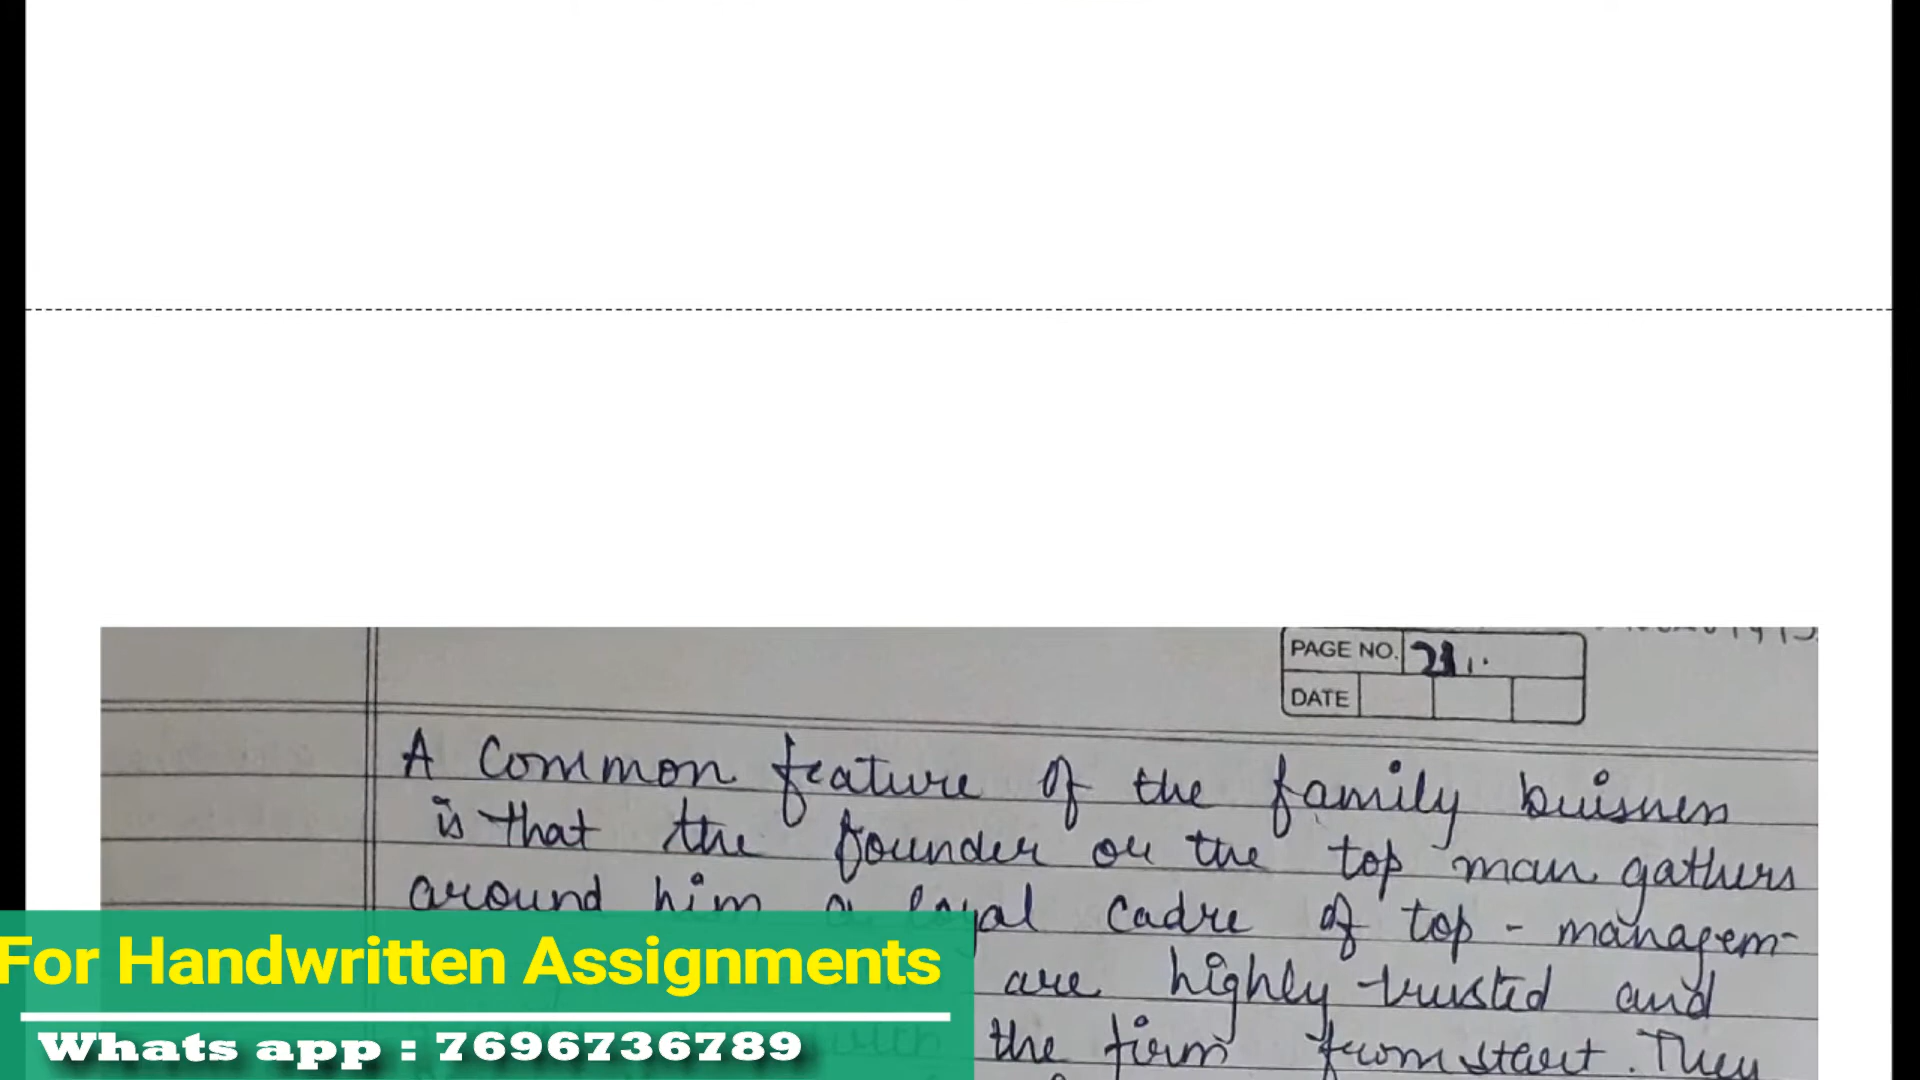 PAGE NO. 21
DATE
A Common feature of the family buisness
is that the founder or the top man gathers
around him a loyal cadre of top - managem-
are highly trusted and
the firm from start. They
For Handwritten Assignments
Whats app : 7696736789